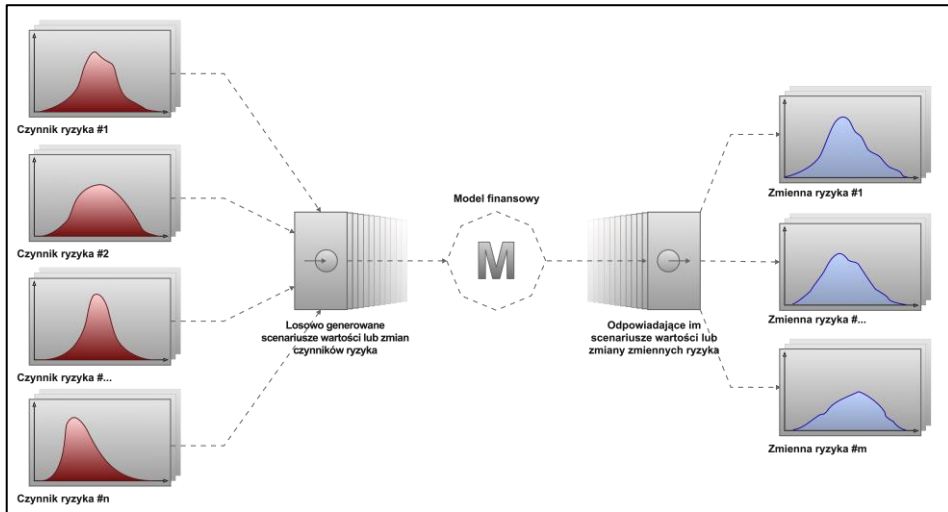 Czynnik ryzyka #1
Czynnik ryzyka #2
Czynnik ryzyka #...
Czynnik ryzyka #n
Losowo generowane
scenariusze wartości lub zmian
czynników ryzyka
Model finansowy
M
Odpowiadające im
scenariusze wartości lub
zmiany zmiennych ryzyka
Zmienna ryzyka #1
Zmienna ryzyka #...
Zmienna ryzyka #m